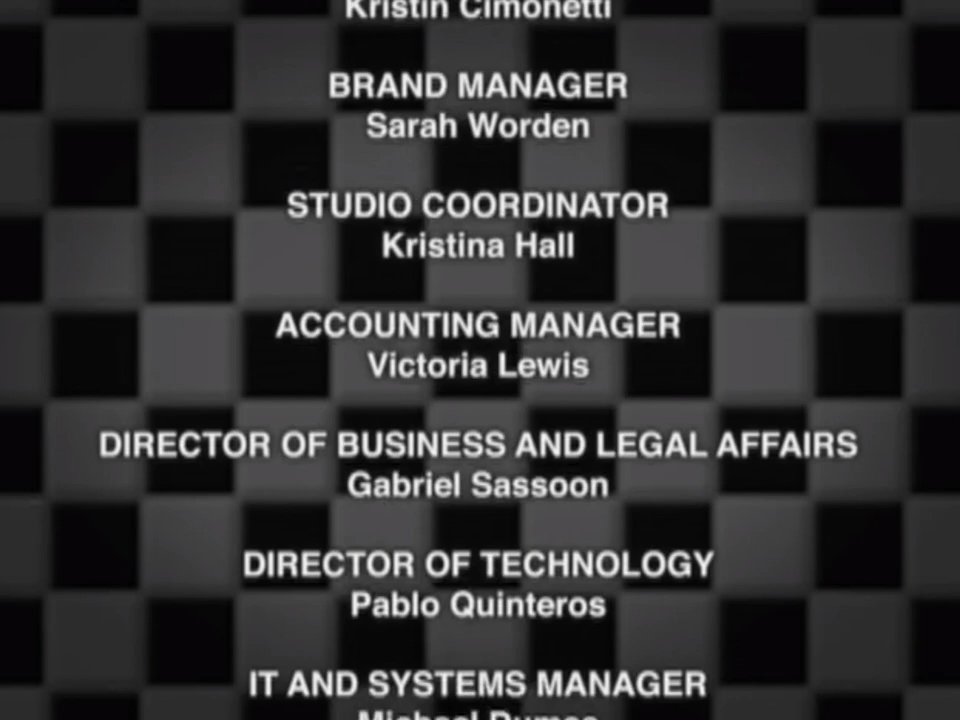 Kristin Cimonetti
BRAND MANAGER
Sarah Worden
STUDIO COORDINATOR
Kristina Hall
ACCOUNTING MANAGER
Victoria Lewis
DIRECTOR OF BUSINESS AND LEGAL AFFAIRS
Gabriel Sassoon
DIRECTOR OF TECHNOLOGY
Pablo Quinteros
IT AND SYSTEMS MANAGER
Michael